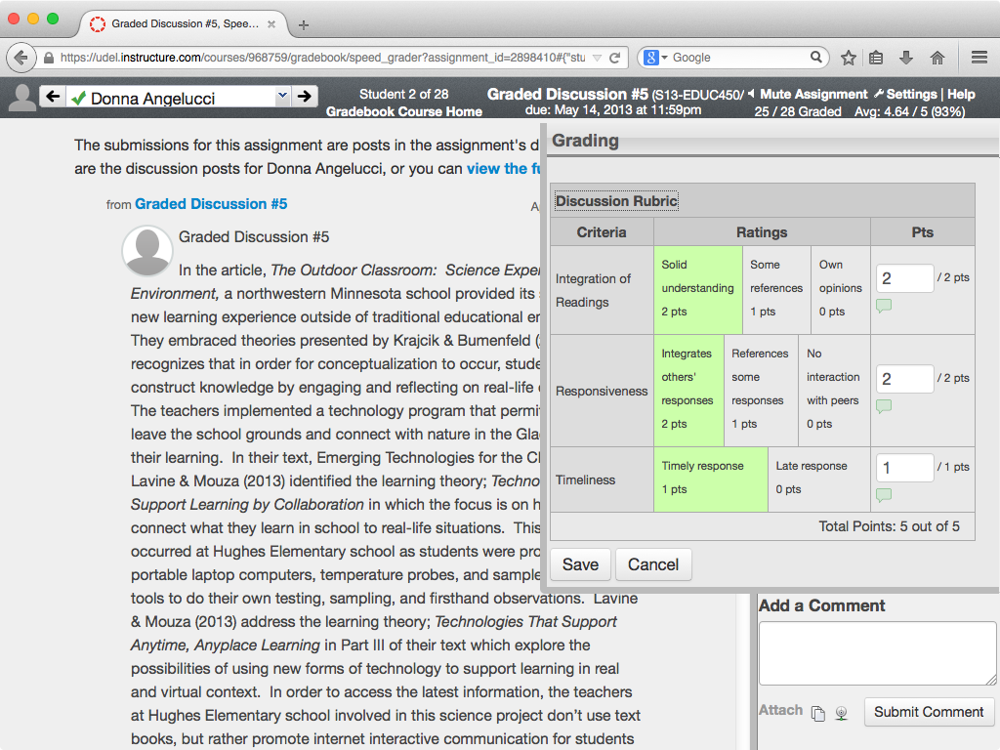 Graded Discussion #5, Spee...
https://udel.instructure.com/courses/968759/gradebook/speed_grader?assignment_id=2898410#{"stu
Google
Donna Angelucci
Student 2 of 28
Gradebook Course Home
Graded Discussion #5 (S13-EDUC450/
due: May 14, 2013 at 11:59pm
Mute Assignment Settings | Help
25 / 28 Graded Avg: 4.64 / 5 (93%)
The submissions for this assignment are posts in the assignment's d
are the discussion posts for Donna Angelucci, or you can view the fu
from Graded Discussion #5
Graded Discussion #5
In the article, The Outdoor Classroom: Science Exper
Environment, a northwestern Minnesota school provided its
new learning experience outside of traditional educational en
They embraced theories presented by Krajcik & Bumenfeld (2
recognizes that in order for conceptualization to occur, stude
construct knowledge by engaging and reflecting on real-life
The teachers implemented a technology program that permi
leave the school grounds and connect with nature in the Gla
their learning. In their text, Emerging Technologies for the Cl
Lavine & Mouza (2013) identified the learning theory; Techno
Support Learning by Collaboration in which the focus is on h
connect what they learn in school to real-life situations. This
occurred at Hughes Elementary school as students were pro
portable laptop computers, temperature probes, and sample
tools to do their own testing, sampling, and firsthand observations. Lavine
& Mouza (2013) address the learning theory; Technologies That Support
Anytime, Anyplace Learning in Part III of their text which explore the
possibilities of using new forms of technology to support learning in real
and virtual context. In order to access the latest information, the teachers
at Hughes Elementary school involved in this science project don't use text
books, but rather promote internet interactive communication for students
Grading
Discussion Rubric
Criteria Ratings Pts
Integration of
Readings
Solid
understanding
2 pts
Some
references
1 pts
Own
opinions
0 pts
2 / 2 pts
Responsiveness
Integrates
others'
responses
2 pts
References
some
responses
1 pts
No
interaction
with peers
0 pts
2 / 2 pts
Timeliness
Timely response
1 pts
Late response
0 pts
1 / 1 pts
Total Points: 5 out of 5
Save Cancel
Add a Comment
Attach
Submit Comment